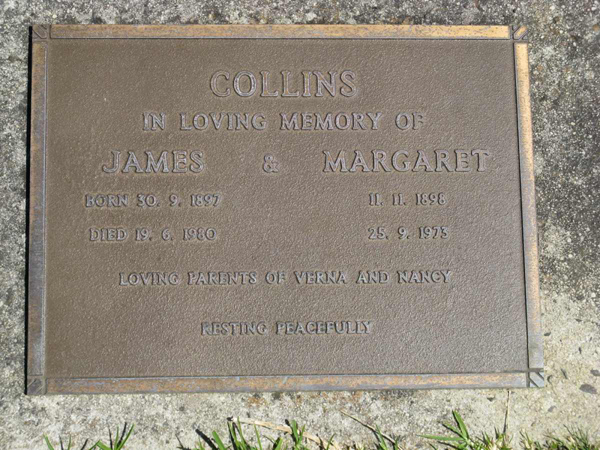 COLLINS
IN LOVING MEMORY OF
JAMES & MARGARET
BORN 30. 9. 1897 11. 11. 1898
DIED 19. 6. 1980 25. 9. 1973
LOVING PARENTS OF VERNA AND NANCY
RESTING PEACEFULLY